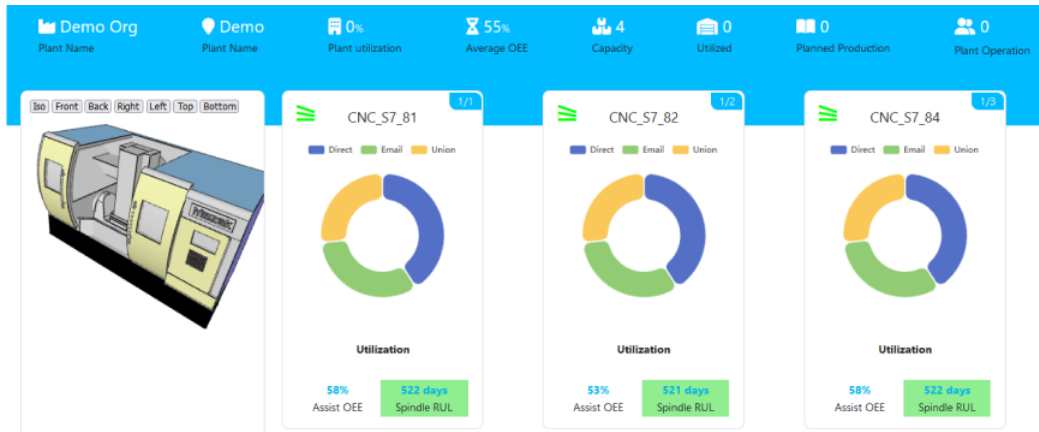 Demo Org
Plant Name
Demo
Plant Name
0%
Plant utilization
55%
Average OEE
4
Capacity
0
Utilized
0
Planned Production
0
Plant Operation
Iso Front Back Right Left Top Bottom
1/1
CNC_S7_81
Direct Email Union
Utilization
58%
Assist OEE
522 days
Spindle RUL
1/2
CNC_S7_82
Direct Email Union
Utilization
53%
Assist OEE
521 days
Spindle RUL
1/3
CNC_S7_84
Direct Email Union
Utilization
58%
Assist OEE
522 days
Spindle RUL